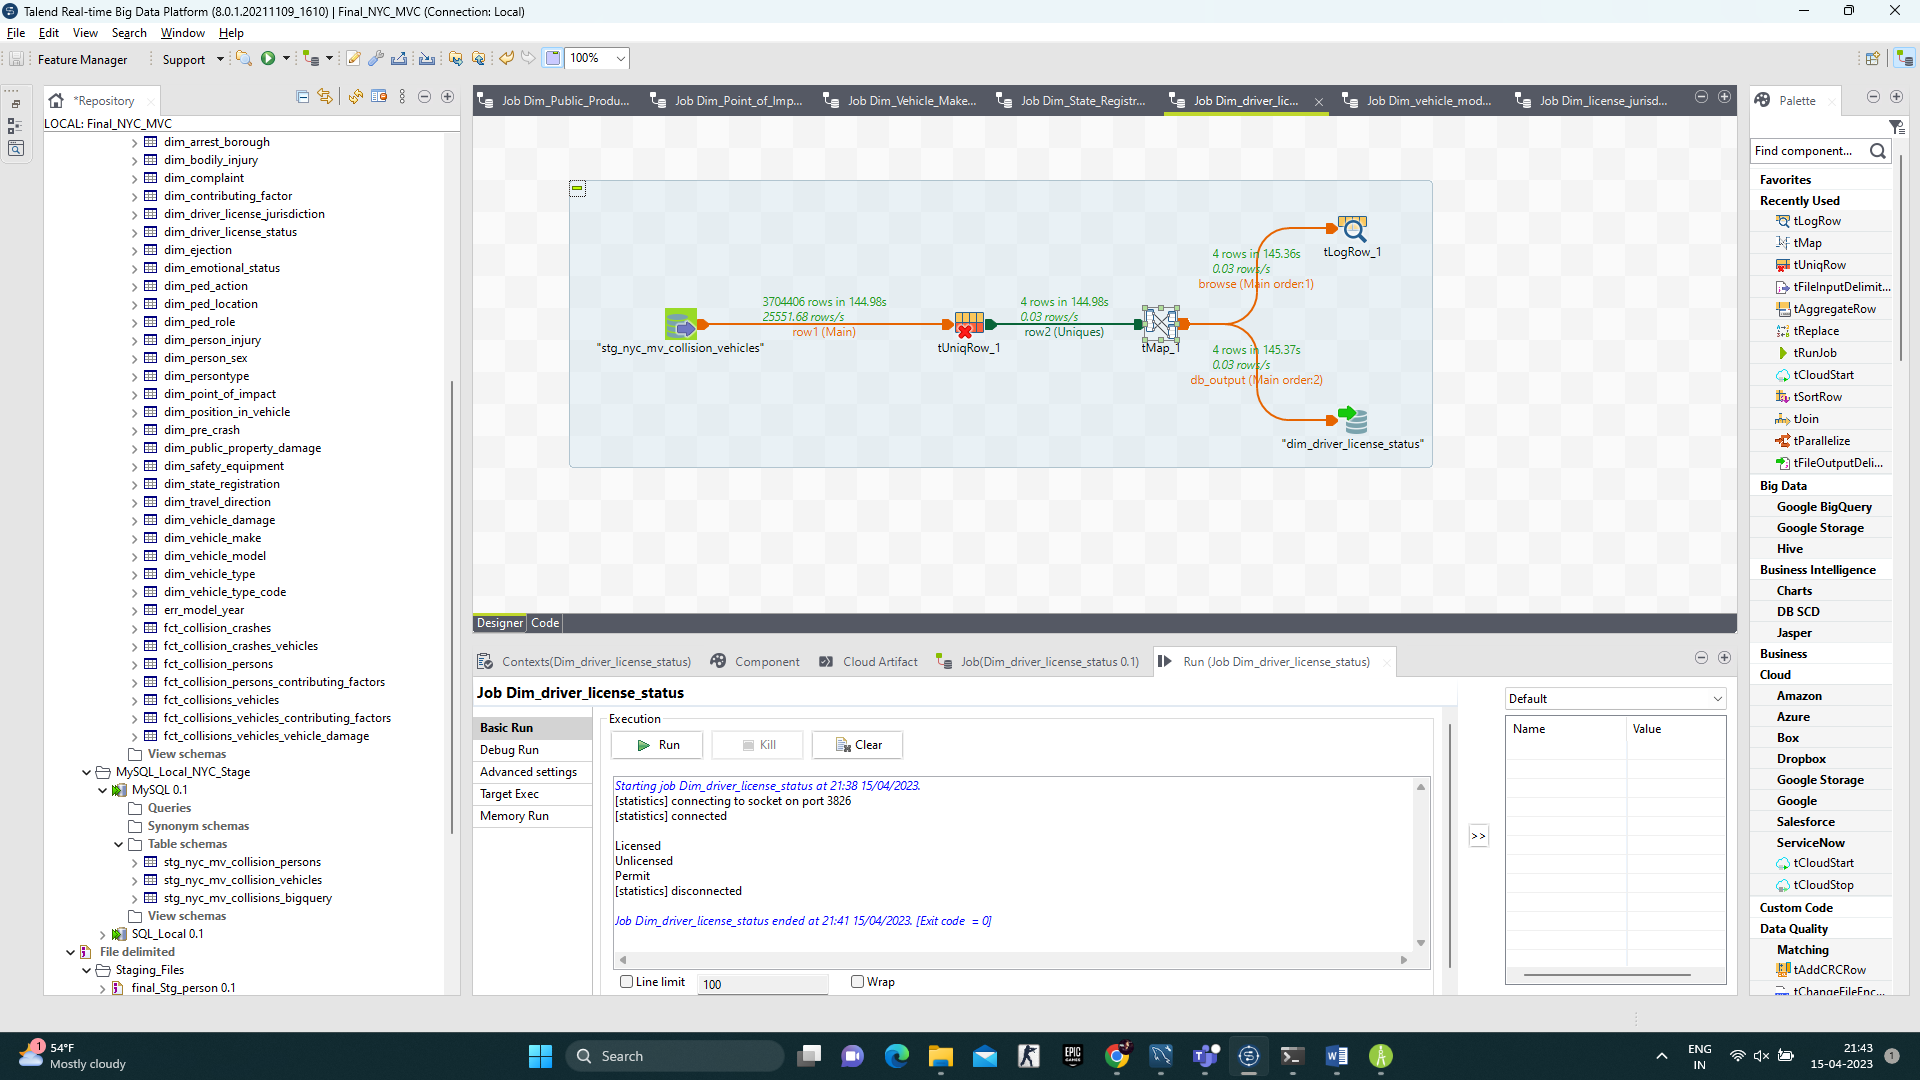 Talend Real-time Big Data Platform (8.0.1.20211109_1610) | Final_NYC_MVC (Connection: Local)
File Edit View Search Window Help
Feature Manager Support 100%
*Repository
LOCAL: Final_NYC_MVC
dim_arrest_borough
dim_bodily_injury
dim_complaint
dim_contributing_factor
dim_driver_license_jurisdiction
dim_driver_license_status
dim_ejection
dim_emotional_status
dim_ped_action
dim_ped_location
dim_ped_role
dim_person_injury
dim_person_sex
dim_persontype
dim_point_of_impact
dim_position_in_vehicle
dim_pre_crash
dim_public_property_damage
dim_safety_equipment
dim_state_registration
dim_travel_direction
dim_vehicle_damage
dim_vehicle_make
dim_vehicle_model
dim_vehicle_type
dim_vehicle_type_code
err_model_year
fct_collision_crashes
fct_collision_crashes_vehicles
fct_collision_persons
fct_collision_persons_contributing_factors
fct_collisions_vehicles
fct_collisions_vehicles_contributing_factors
fct_collisions_vehicles_vehicle_damage
View schemas
MySQL_Local_NYC_Stage
MySQL 0.1
Queries
Synonym schemas
Table schemas
stg_nyc_mv_collision_persons
stg_nyc_mv_collision_vehicles
stg_nyc_mv_collisions_bigquery
View schemas
SQL_Local 0.1
File delimited
Staging_Files
final_Stg_person 0.1
Job Dim_Public_Produ... Job Dim_Point_of_Imp... Job Dim_Vehicle_Make... Job Dim_State_Registr... Job Dim_driver_lic... Job Dim_vehicle_mod... Job Dim_license_jurisd...
4 rows in 145.36s
0.03 rows/s
browse (Main order:1)
tLogRow_1
3704406 rows in 144.98s
25551.68 rows/s
row1 (Main)
"stg_nyc_mv_collision_vehicles"
tUniqRow_1
4 rows in 144.98s
0.03 rows/s
row2 (Uniques)
tMap_1
4 rows in 145.37s
0.03 rows/s
db_output (Main order:2)
"dim_driver_license_status"
Designer Code
Contexts(Dim_driver_license_status) Component Cloud Artifact Job(Dim_driver_license_status 0.1) Run (Job Dim_driver_license_status)
Job Dim_driver_license_status
Basic Run
Debug Run
Advanced settings
Target Exec
Memory Run
Execution
Run Kill Clear
Starting job Dim_driver_license_status at 21:38 15/04/2023.
[statistics] connecting to socket on port 3826
[statistics] connected
Licensed
Unlicensed
Permit
[statistics] disconnected
Job Dim_driver_license_status ended at 21:41 15/04/2023. [Exit code = 0]
Line limit 100 Wrap
>>
Default
Name Value
Palette
Find component...
Favorites
Recently Used
tLogRow
tMap
tUniqRow
tFileInputDelimit...
tAggregateRow
tReplace
tRunJob
tCloudStart
tSortRow
tJoin
tParallelize
tFileOutputDeli...
Big Data
Google BigQuery
Google Storage
Hive
Business Intelligence
Charts
DB SCD
Jasper
Business
Cloud
Amazon
Azure
Box
Dropbox
Google Storage
Google
Salesforce
ServiceNow
tCloudStart
tCloudStop
Custom Code
Data Quality
Matching
tAddCRCRow
tChangeFileEnc...
1
54°F
Mostly cloudy
Search
EPIC GAMES
ENG
IN
21:43
15-04-2023
1